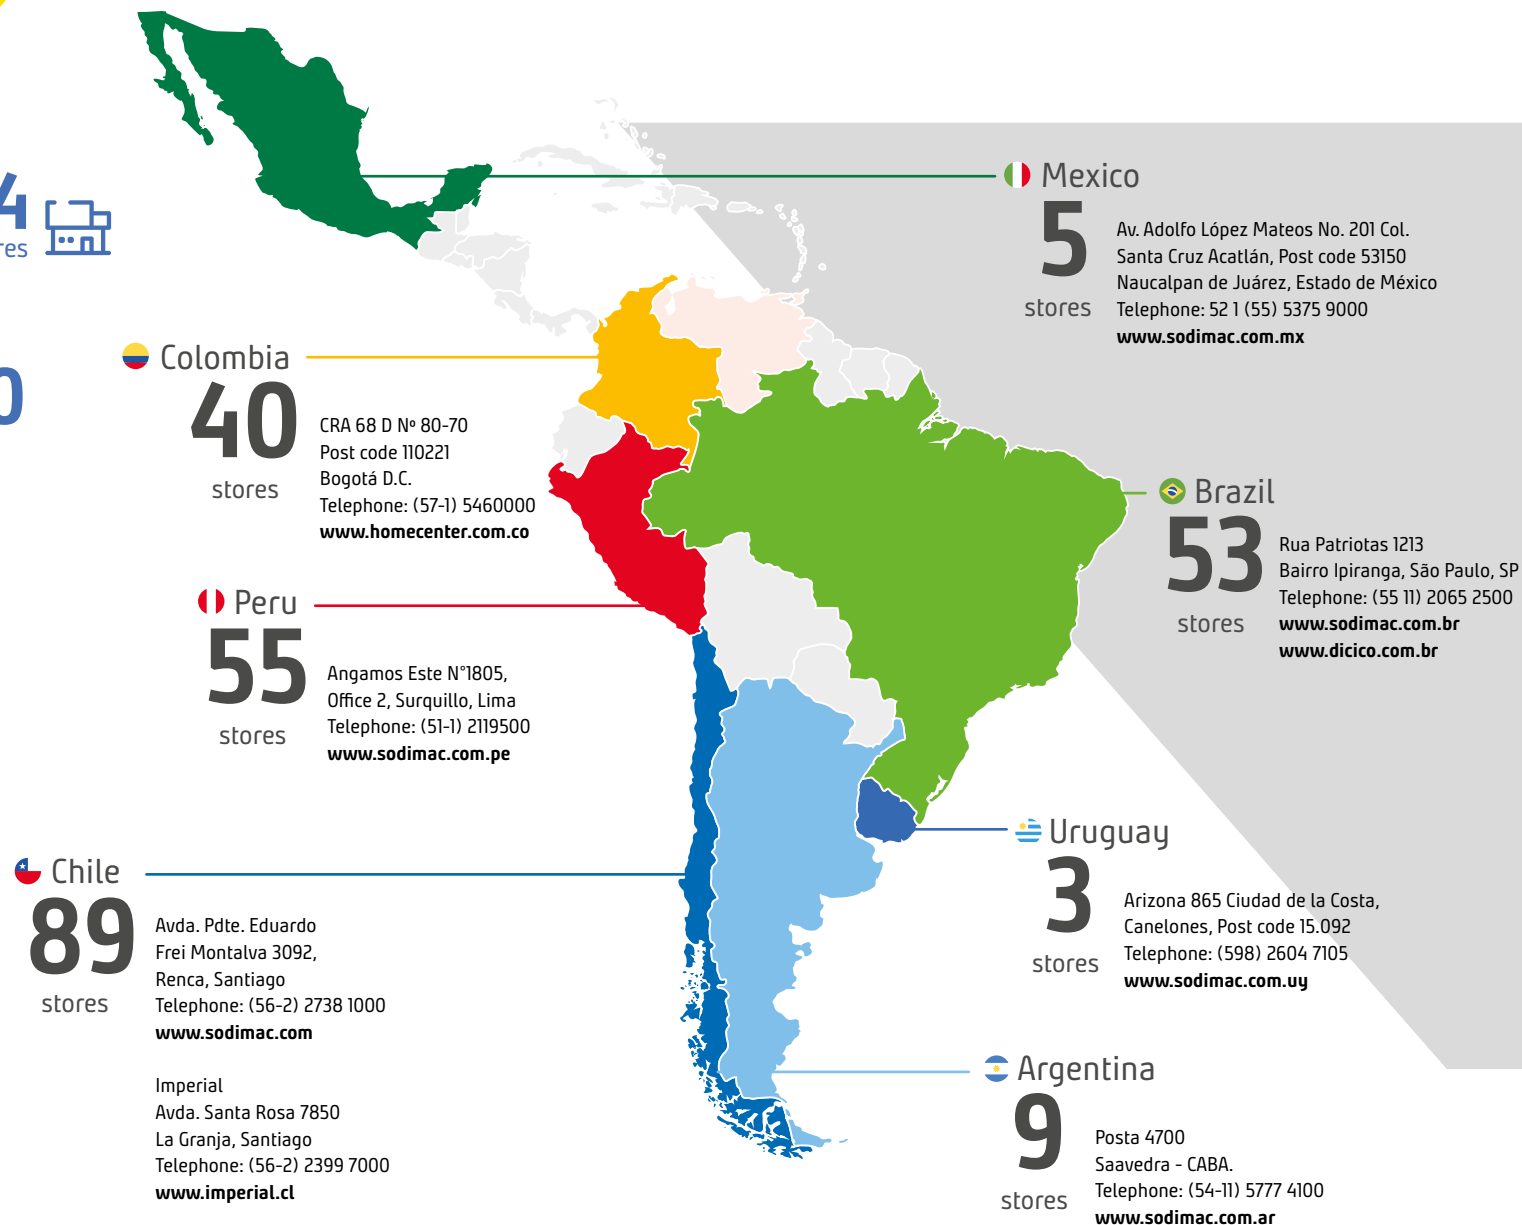 4
res
0
Mexico
5
stores
Av. Adolfo López Mateos No. 201 Col.
Santa Cruz Acatlán, Post code 53150
Naucalpan de Juárez, Estado de México
Telephone: 52 1 (55) 5375 9000
www.sodimac.com.mx
Colombia
40
stores
CRA 68 D Nº 80-70
Post code 110221
Bogotá D.C.
Telephone: (57-1) 5460000
www.homecenter.com.co
Brazil
53
stores
Rua Patriotas 1213
Bairro Ipiranga, São Paulo, SP
Telephone: (55 11) 2065 2500
www.sodimac.com.br
www.dicico.com.br
Peru
55
stores
Angamos Este N°1805,
Office 2, Surquillo, Lima
Telephone: (51-1) 2119500
www.sodimac.com.pe
Uruguay
3
stores
Arizona 865 Ciudad de la Costa,
Canelones, Post code 15.092
Telephone: (598) 2604 7105
www.sodimac.com.uy
Chile
89
stores
Avda. Pdte. Eduardo
Frei Montalva 3092,
Renca, Santiago
Telephone: (56-2) 2738 1000
www.sodimac.com
Imperial
Avda. Santa Rosa 7850
La Granja, Santiago
Telephone: (56-2) 2399 7000
www.imperial.cl
Argentina
9
stores
Posta 4700
Saavedra - CABA.
Telephone: (54-11) 5777 4100
www.sodimac.com.ar